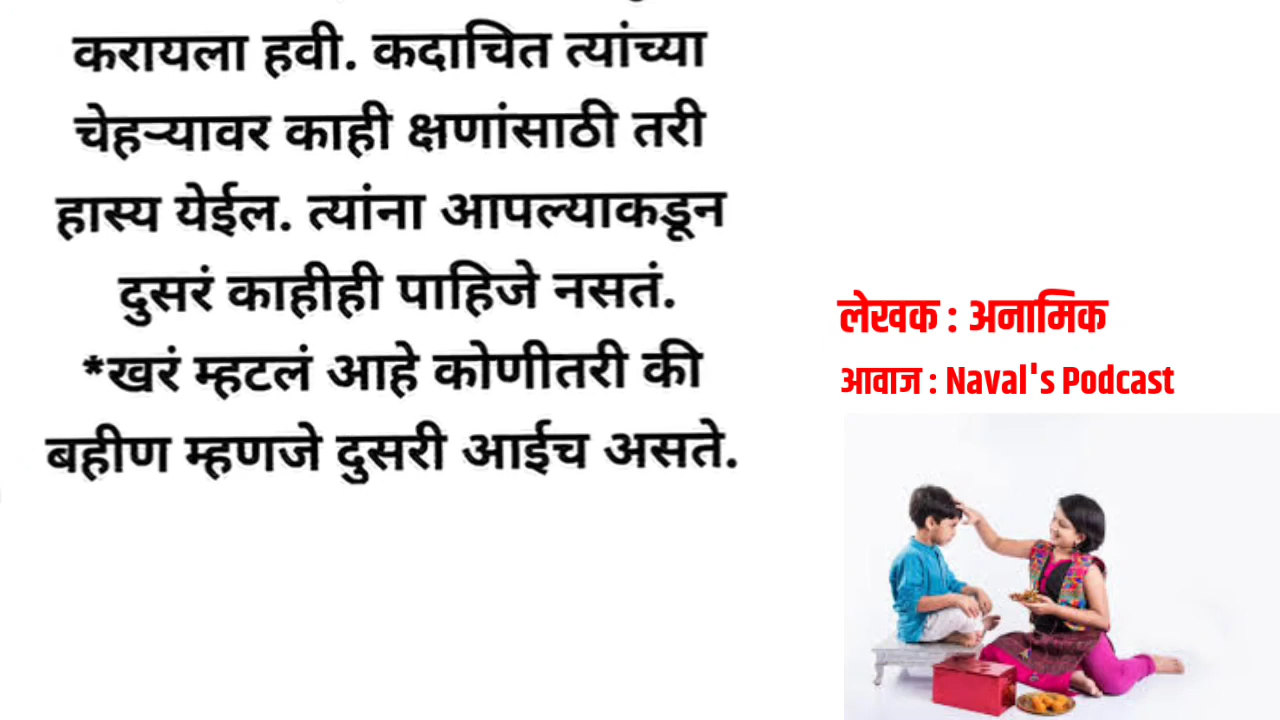 करायला हवी. कदाचित त्यांच्या
चेहऱ्यावर काही क्षणांसाठी तरी
हास्य येईल. त्यांना आपल्याकडून
दुसरं काहीही पाहिजे नसतं.
*खरं म्हटलं आहे कोणीतरी की
बहीण म्हणजे दुसरी आईच असते.
लेखक : अनामिक
आवाज : Naval's Podcast